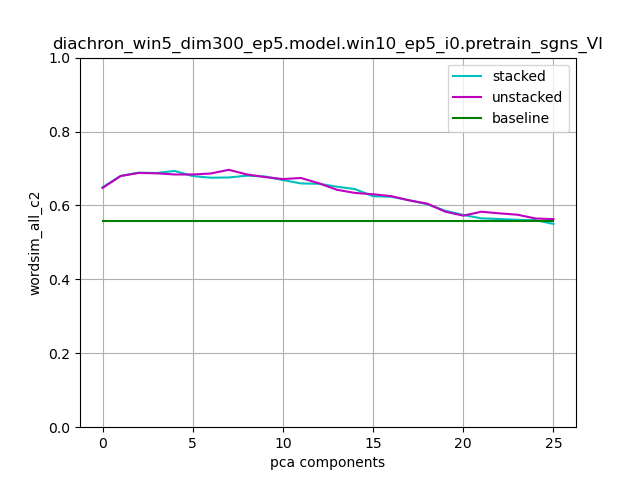 diachron_win5_dim300_ep5.model.win10_ep5_i0.pretrain_sgns_VI
1.0
0.8
0.6
0.4
0.2
0.0
wordsim_all_c2
stacked
unstacked
baseline
0 5 10 15 20 25
pca components